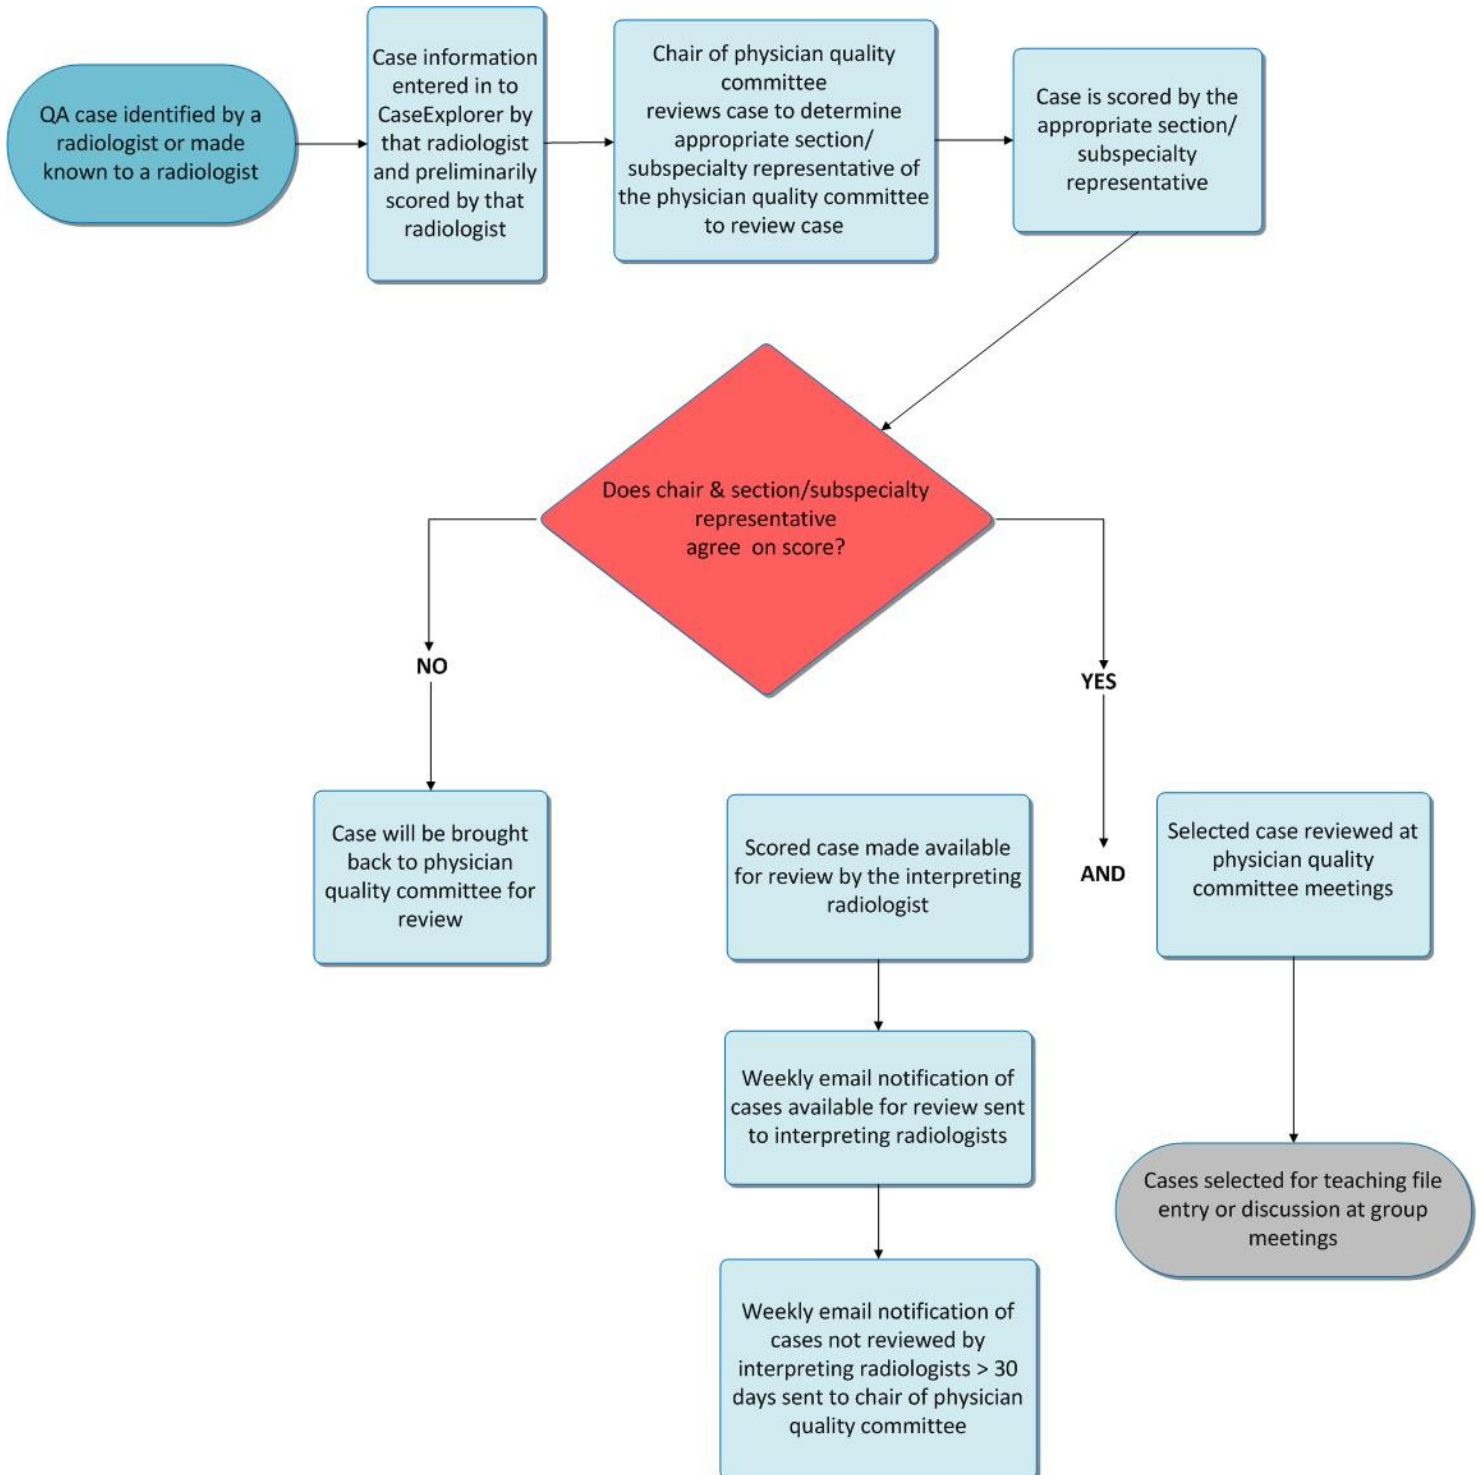 QA case identified by a
radiologist or made
known to a radiologist
Case information
entered in to
CaseExplorer by
that radiologist
and preliminarily
scored by that
radiologist
Chair of physician quality
committee
reviews case to determine
appropriate section/
subspecialty representative of
the physician quality committee
to review case
Case is scored by the
appropriate section/
subspecialty
representative
Does chair & section/subspecialty
representative
agree on score?
NO
YES
Case will be brought
back to physician
quality committee for
review
Scored case made available
for review by the interpreting
radiologist
AND
Selected case reviewed at
physician quality
committee meetings
Weekly email notification of
cases available for review sent
to interpreting radiologists
Cases selected for teaching file
entry or discussion at group
meetings
Weekly email notification of
cases not reviewed by
interpreting radiologists > 30
days sent to chair of physician
quality committee